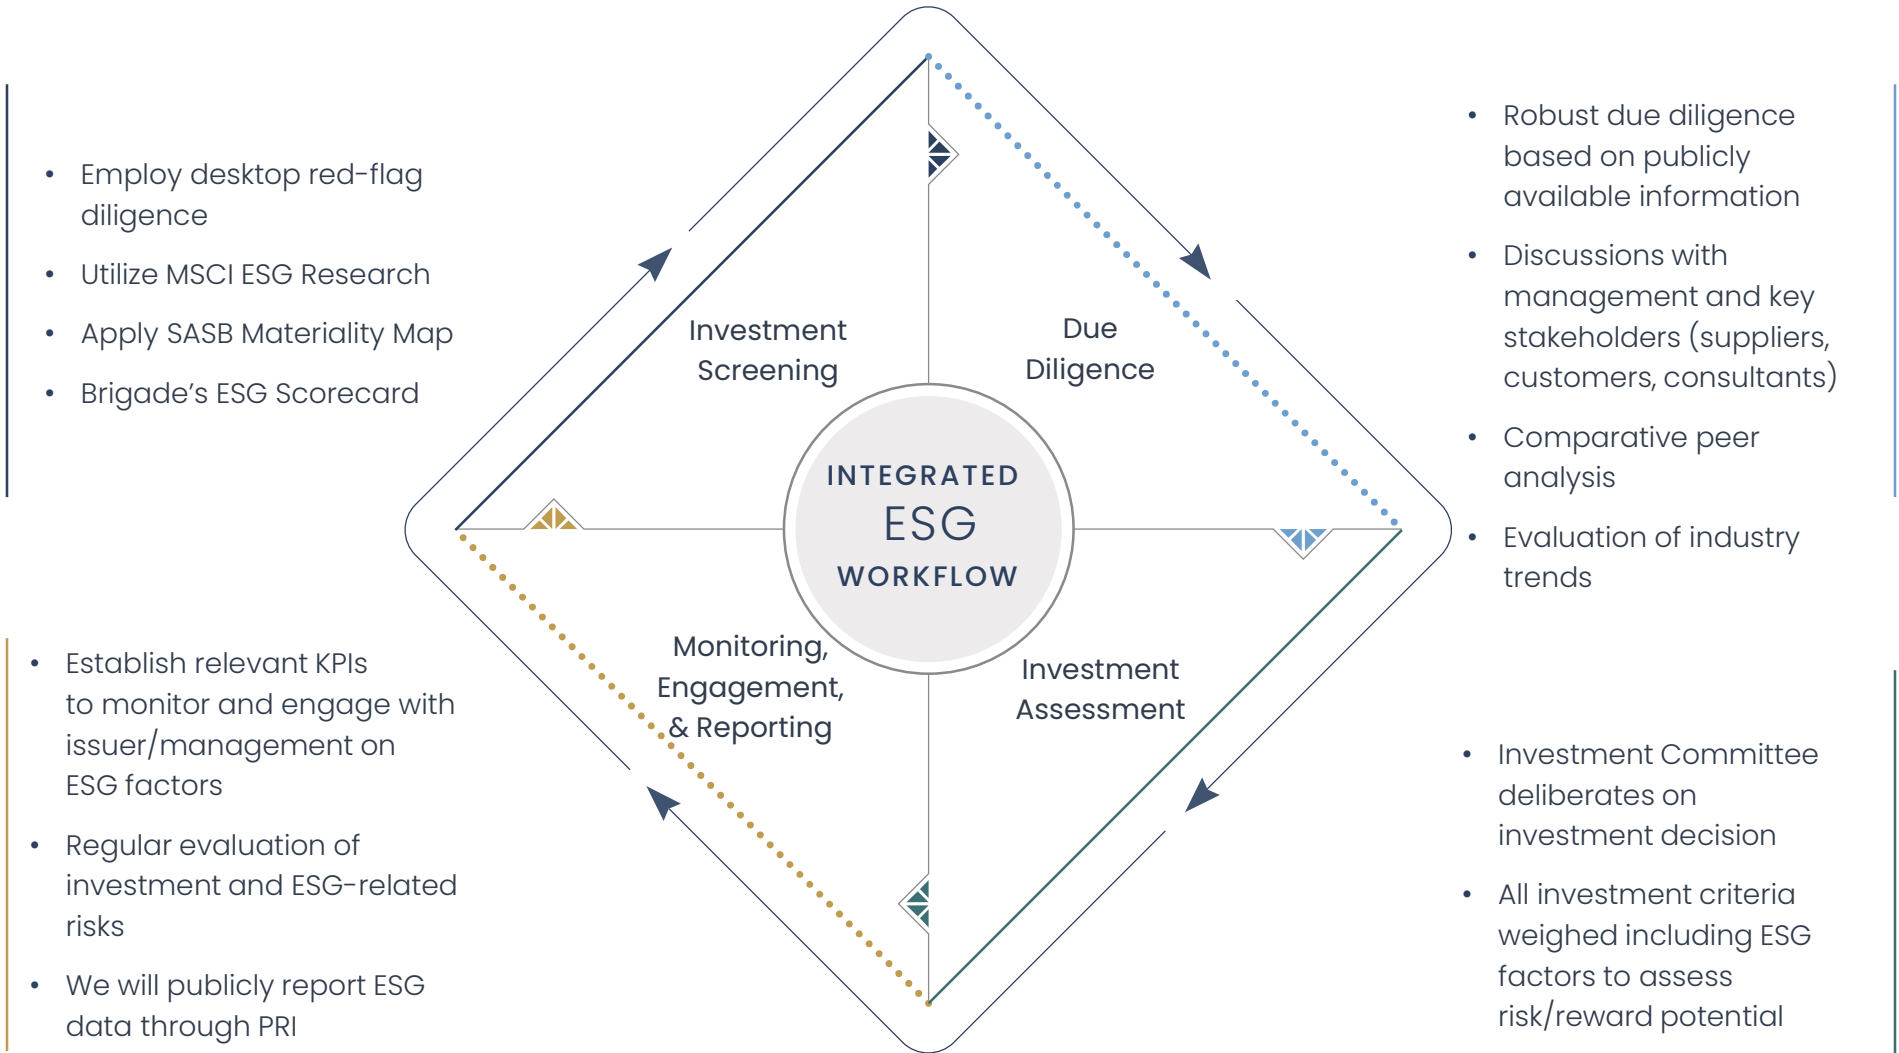 • Employ desktop red-flag
diligence
• Utilize MSCI ESG Research
• Apply SASB Materiality Map
• Brigade’s ESG Scorecard
Investment
Screening
Due
Diligence
• Robust due diligence
based on publicly
available information
• Discussions with
management and key
stakeholders (suppliers,
customers, consultants)
• Comparative peer
analysis
• Evaluation of industry
trends
INTEGRATED
ESG
WORKFLOW
• Establish relevant KPIs
to monitor and engage with
issuer/management on
ESG factors
• Regular evaluation of
investment and ESG-related
risks
• We will publicly report ESG
data through PRI
Monitoring,
Engagement,
& Reporting
Investment
Assessment
• Investment Committee
deliberates on
investment decision
• All investment criteria
weighed including ESG
factors to assess
risk/reward potential